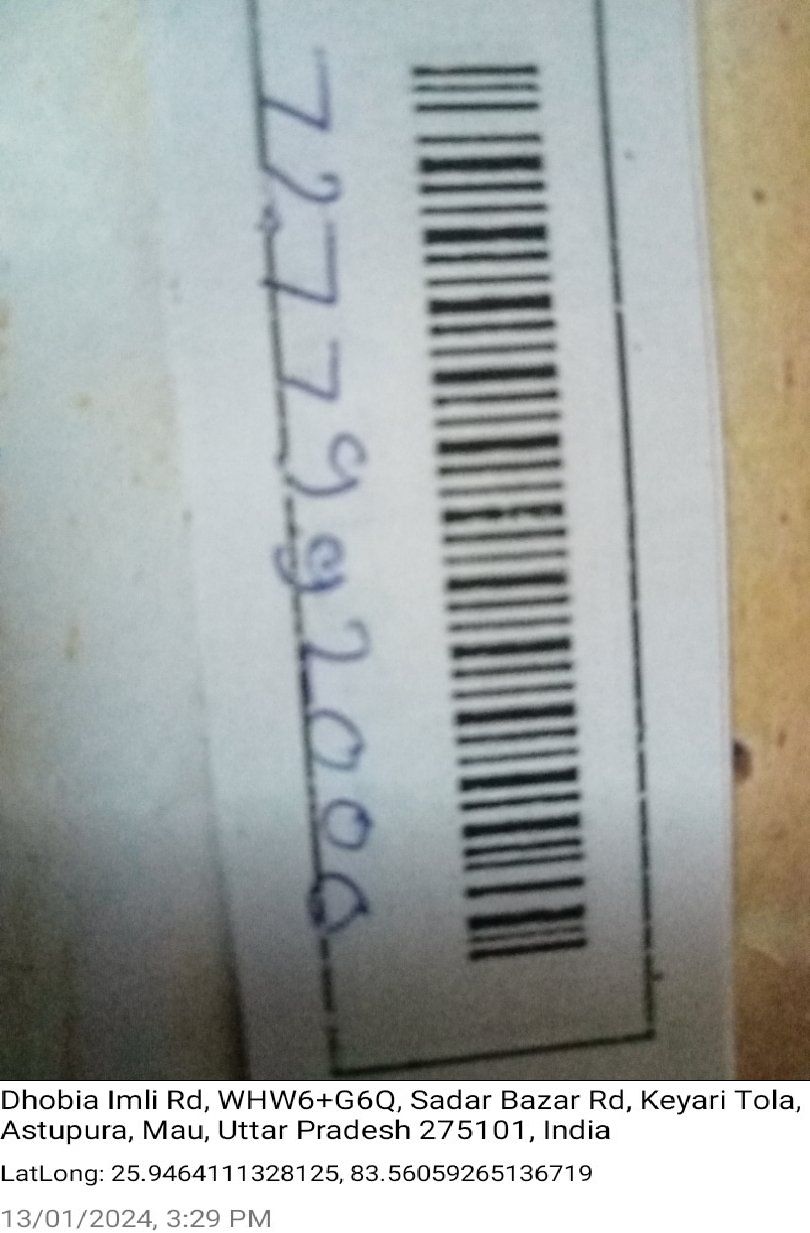 7277992000
Dhobia Imli Rd, WHW6+G6Q, Sadar Bazar Rd, Keyari Tola,
Astupura, Mau, Uttar Pradesh 275101, India
LatLong: 25.9464111328125, 83.56059265136719
13/01/2024, 3:29 PM